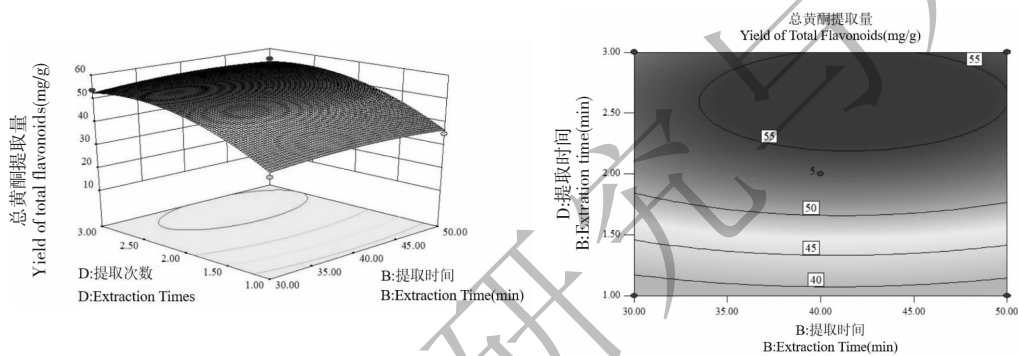 60
50
40
30
20
10
总黄酮提取量
Yield of total flavonoids(mg/g)
3.00
2.50
2.00
1.50
1.00
30.00
35.00
40.00
45.00
50.00
D:提取次数
D:Extraction Times
B:提取时间
B:Extraction Time(min)
总黄酮提取量
Yield of Total Flavonoids(mg/g)
3.00
2.50
2.00
1.50
1.00
D:提取时间
B:Extration time(min)
55
55
5
50
45
40
30.00
35.00
40.00
45.00
50.00
B:提取时间
B:Extraction Time(min)
研究与